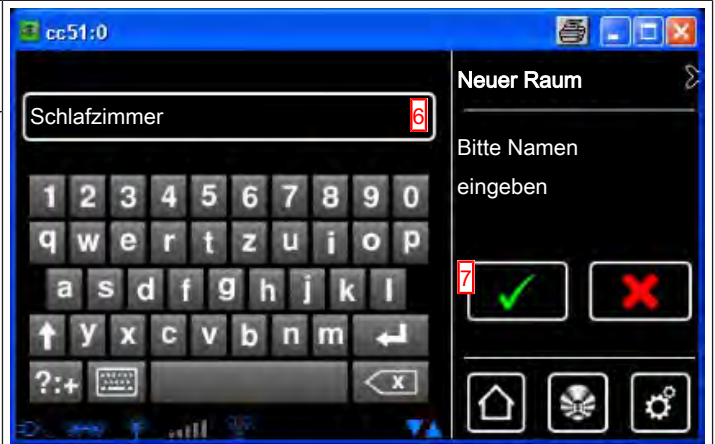 cc51:0
Neuer Raum
Schlafzimmer 6
Bitte Namen
eingeben
1 2 3 4 5 6 7 8 9 0
q w e r t z u i o p
a s d f g h j k l
y x c v b n m
?:+ x
7